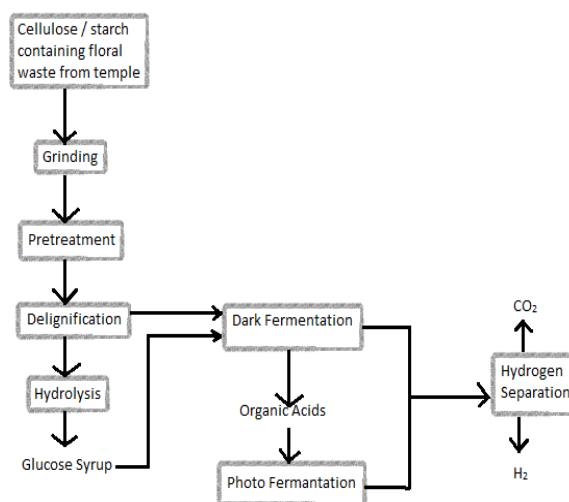 Cellulose / starch
containing floral
waste from temple
Grinding
Pretreatment
Delignification
Dark Fermentation
CO₂
Hydrolysis
Hydrogen
Separation
Organic Acids
Glucose Syrup
Photo Fermantation
H₂